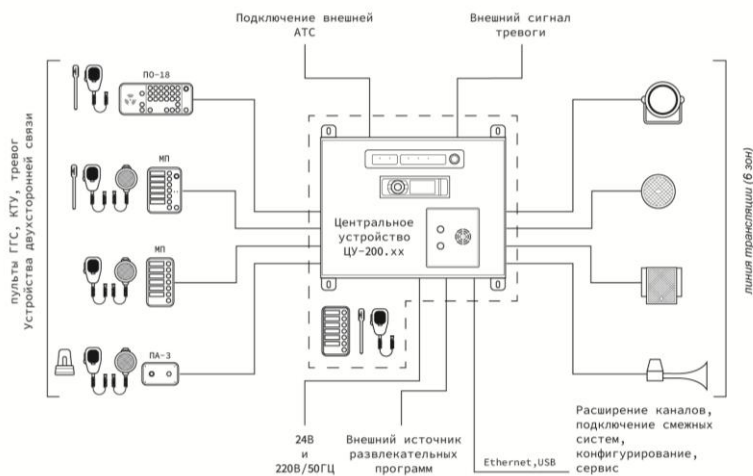 Подключение внешней
АТС
Внешний сигнал
тревоги
пульты ГГС, КТУ, тревог
Устройства двухсторонней связи
ПО-18
МП
МП
ПА-3
Центральное
устройство
ЦУ-200.xx
линия трансляции (6 зон)
24В
и
220В/50ГЦ
Внешний источник
развлекательных
программ
Ethernet,USB
Расширение каналов,
подключение смежных
систем,
конфигурирование,
сервис